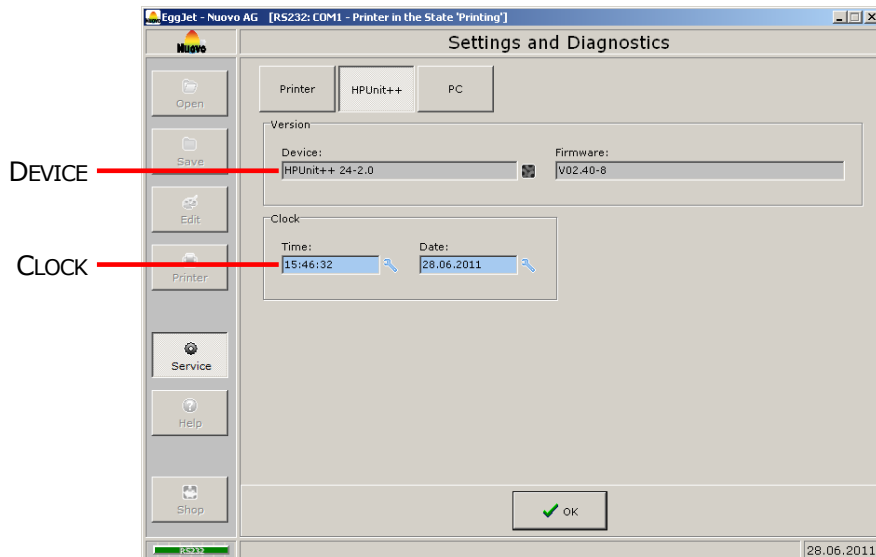 EggJet - Nuovo AG [RS232: COM1 - Printer in the State 'Printing']
Nuovo
Settings and Diagnostics
Open
Save
Edit
Printer
Service
Help
Shop
RS232
Printer
HPUnit++
PC
Version
Device:
Firmware:
HPUnit++ 24-2.0
V02.40-8
Clock
Time:
Date:
15:46:32
28.06.2011
OK
28.06.2011
DEVICE
CLOCK